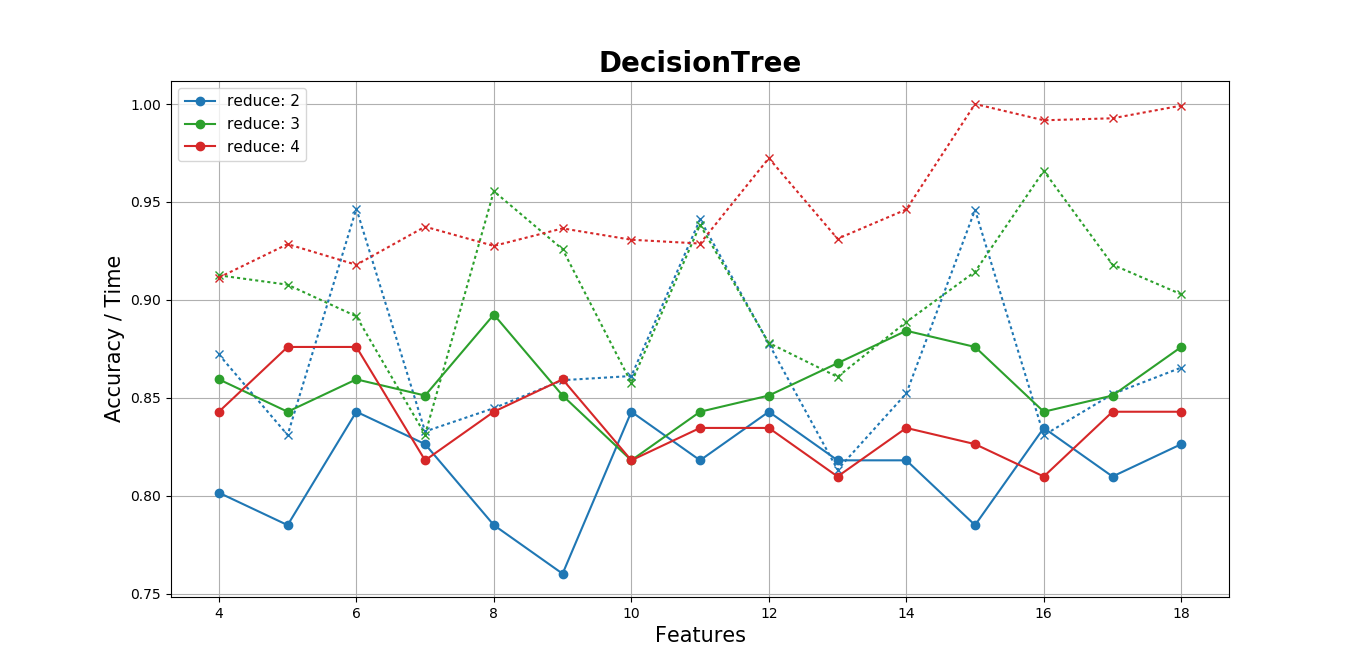 DecisionTree
reduce: 2
reduce: 3
reduce: 4
Accuracy / Time
1.00
0.95
0.90
0.85
0.80
0.75
4 6 8 10 12 14 16 18
Features